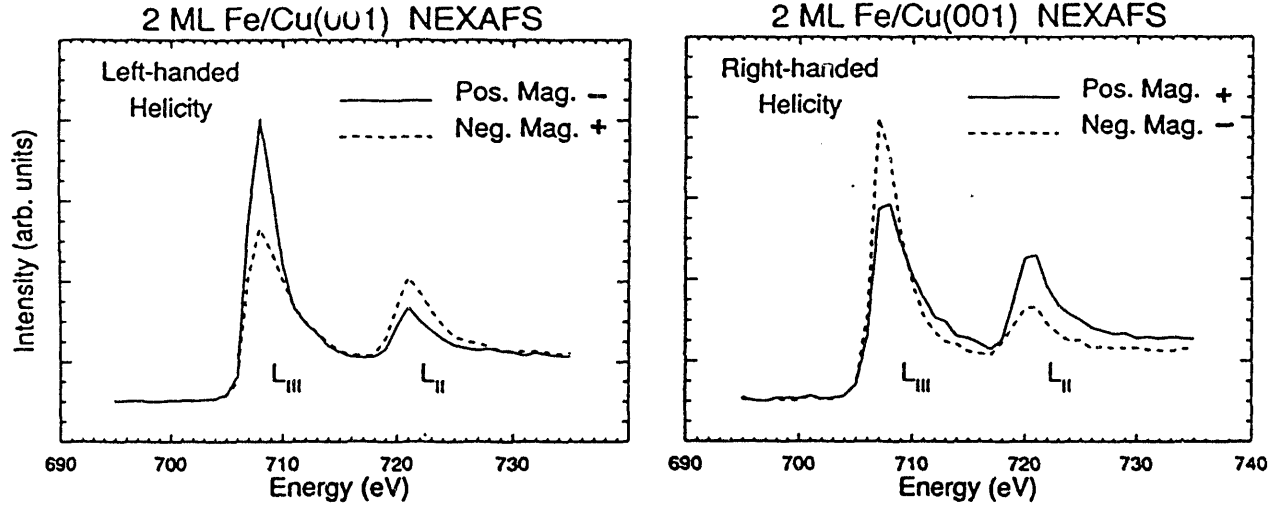 2 ML Fe/Cu(001) NEXAFS
Left-handed
Helicity
Pos. Mag. −
Neg. Mag. +
Intensity (arb. units)
L_III
L_II
690
700
710
720
730
Energy (eV)
2 ML Fe/Cu(001) NEXAFS
Right-handed
Helicity
Pos. Mag. +
Neg. Mag. −
L_III
L_II
690
700
710
720
730
740
Energy (eV)